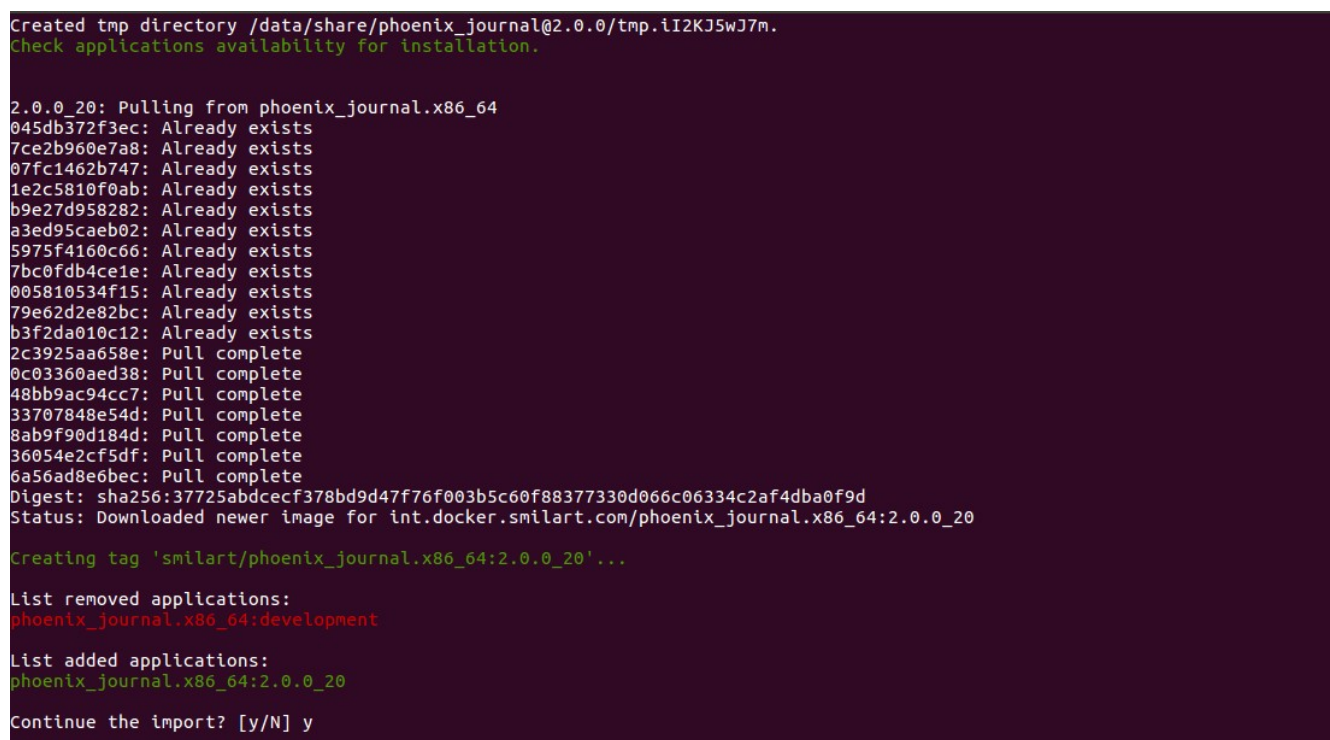 Created tmp directory /data/share/phoenix_journal@2.0.0/tmp.iI2KJ5wJ7m.
Check applications availability for installation.
2.0.0_20: Pulling from phoenix_journal.x86_64
045db372f3ec: Already exists
7ce2b960e7a8: Already exists
07fc1462b747: Already exists
1e2c5810f0ab: Already exists
b9e27d958282: Already exists
a3ed95caeb02: Already exists
5975f4160c66: Already exists
7bc0fdb4ce1e: Already exists
005810534f15: Already exists
79e62d2e82bc: Already exists
b3f2da010c12: Already exists
2c3925aa658e: Pull complete
0c03360aed38: Pull complete
48bb9ac94cc7: Pull complete
33707848e54d: Pull complete
8ab9f90d184d: Pull complete
36054e2cf5df: Pull complete
6a56ad8e6bec: Pull complete
Digest: sha256:37725abdcecf378bd9d47f76f003b5c60f88377330d066c06334c2af4dba0f9d
Status: Downloaded newer image for int.docker.smilart.com/phoenix_journal.x86_64:2.0.0_20
Creating tag 'smilart/phoenix_journal.x86_64:2.0.0_20'...
List removed applications:
phoenix_journal.x86_64:development
List added applications:
phoenix_journal.x86_64:2.0.0_20
Continue the import? [y/N] y